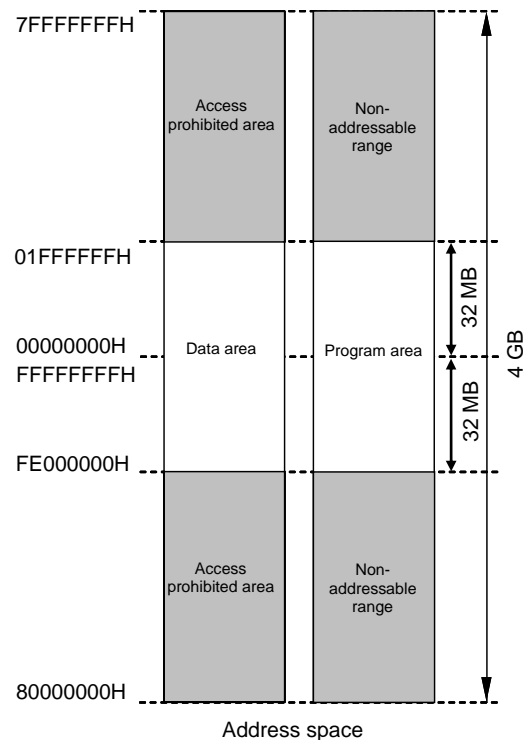 7FFFFFFFH
Access
prohibited area
Non-
addressable
range
01FFFFFFH
32 MB
00000000H
Data area
Program area
4 GB
FFFFFFFFH
32 MB
FE000000H
Access
prohibited area
Non-
addressable
range
80000000H
Address space